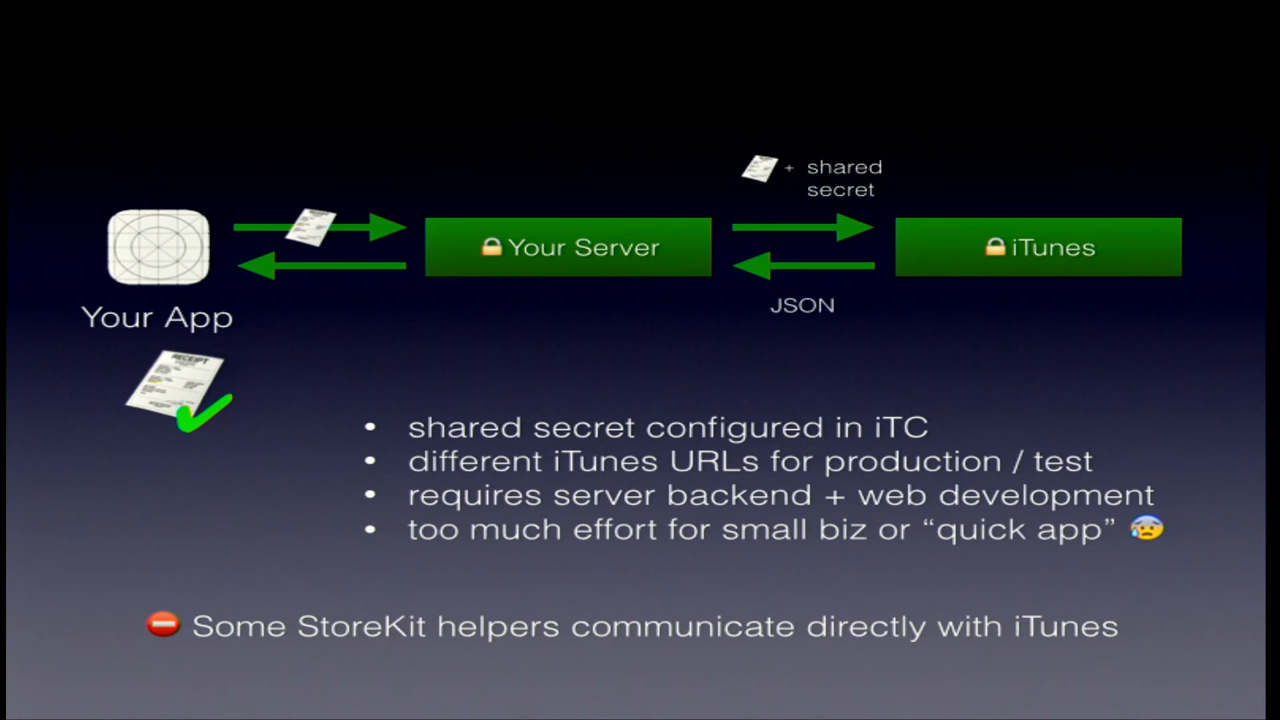 + shared
secret
Your Server
iTunes
JSON
Your App
RECEIPT
• shared secret configured in iTC
• different iTunes URLs for production / test
• requires server backend + web development
• too much effort for small biz or “quick app” 😰
⛔ Some StoreKit helpers communicate directly with iTunes